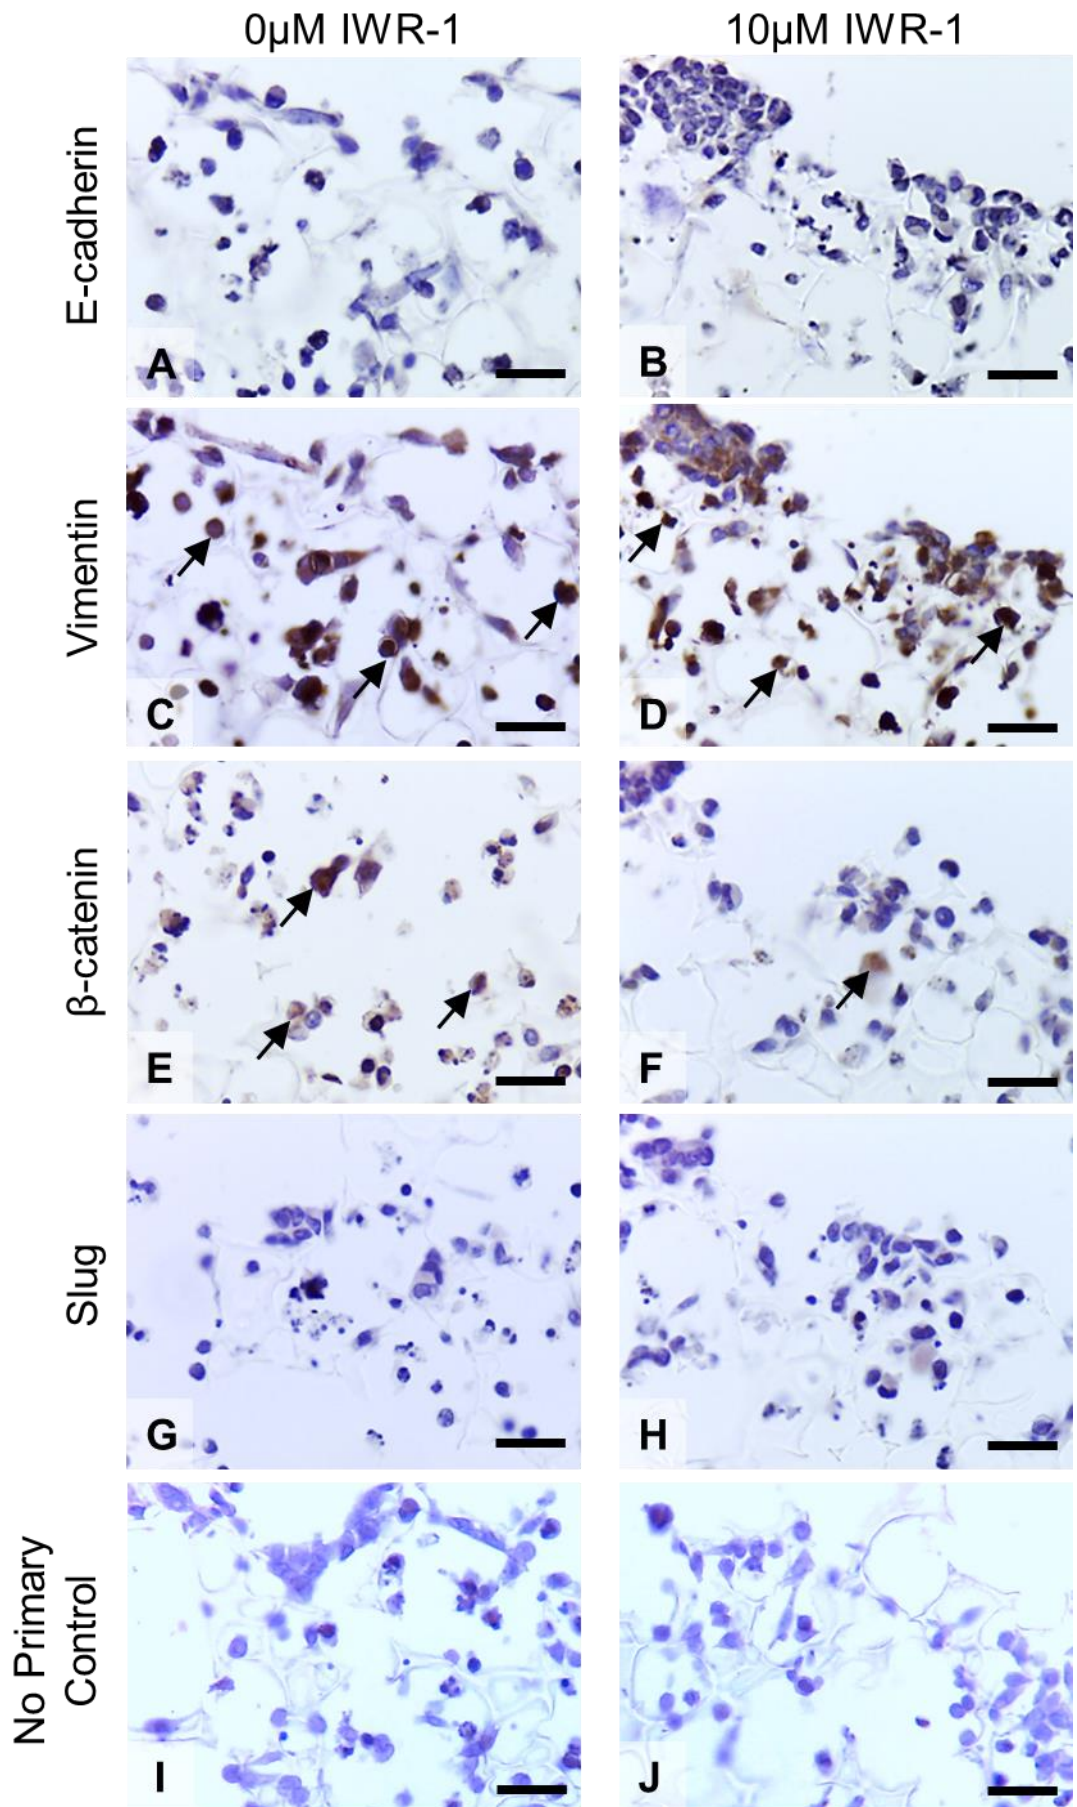 0µM IWR-1
10µM IWR-1
E-cadherin
A
B
Vimentin
C
D
β-catenin
E
F
Slug
G
H
No Primary
Control
I
J